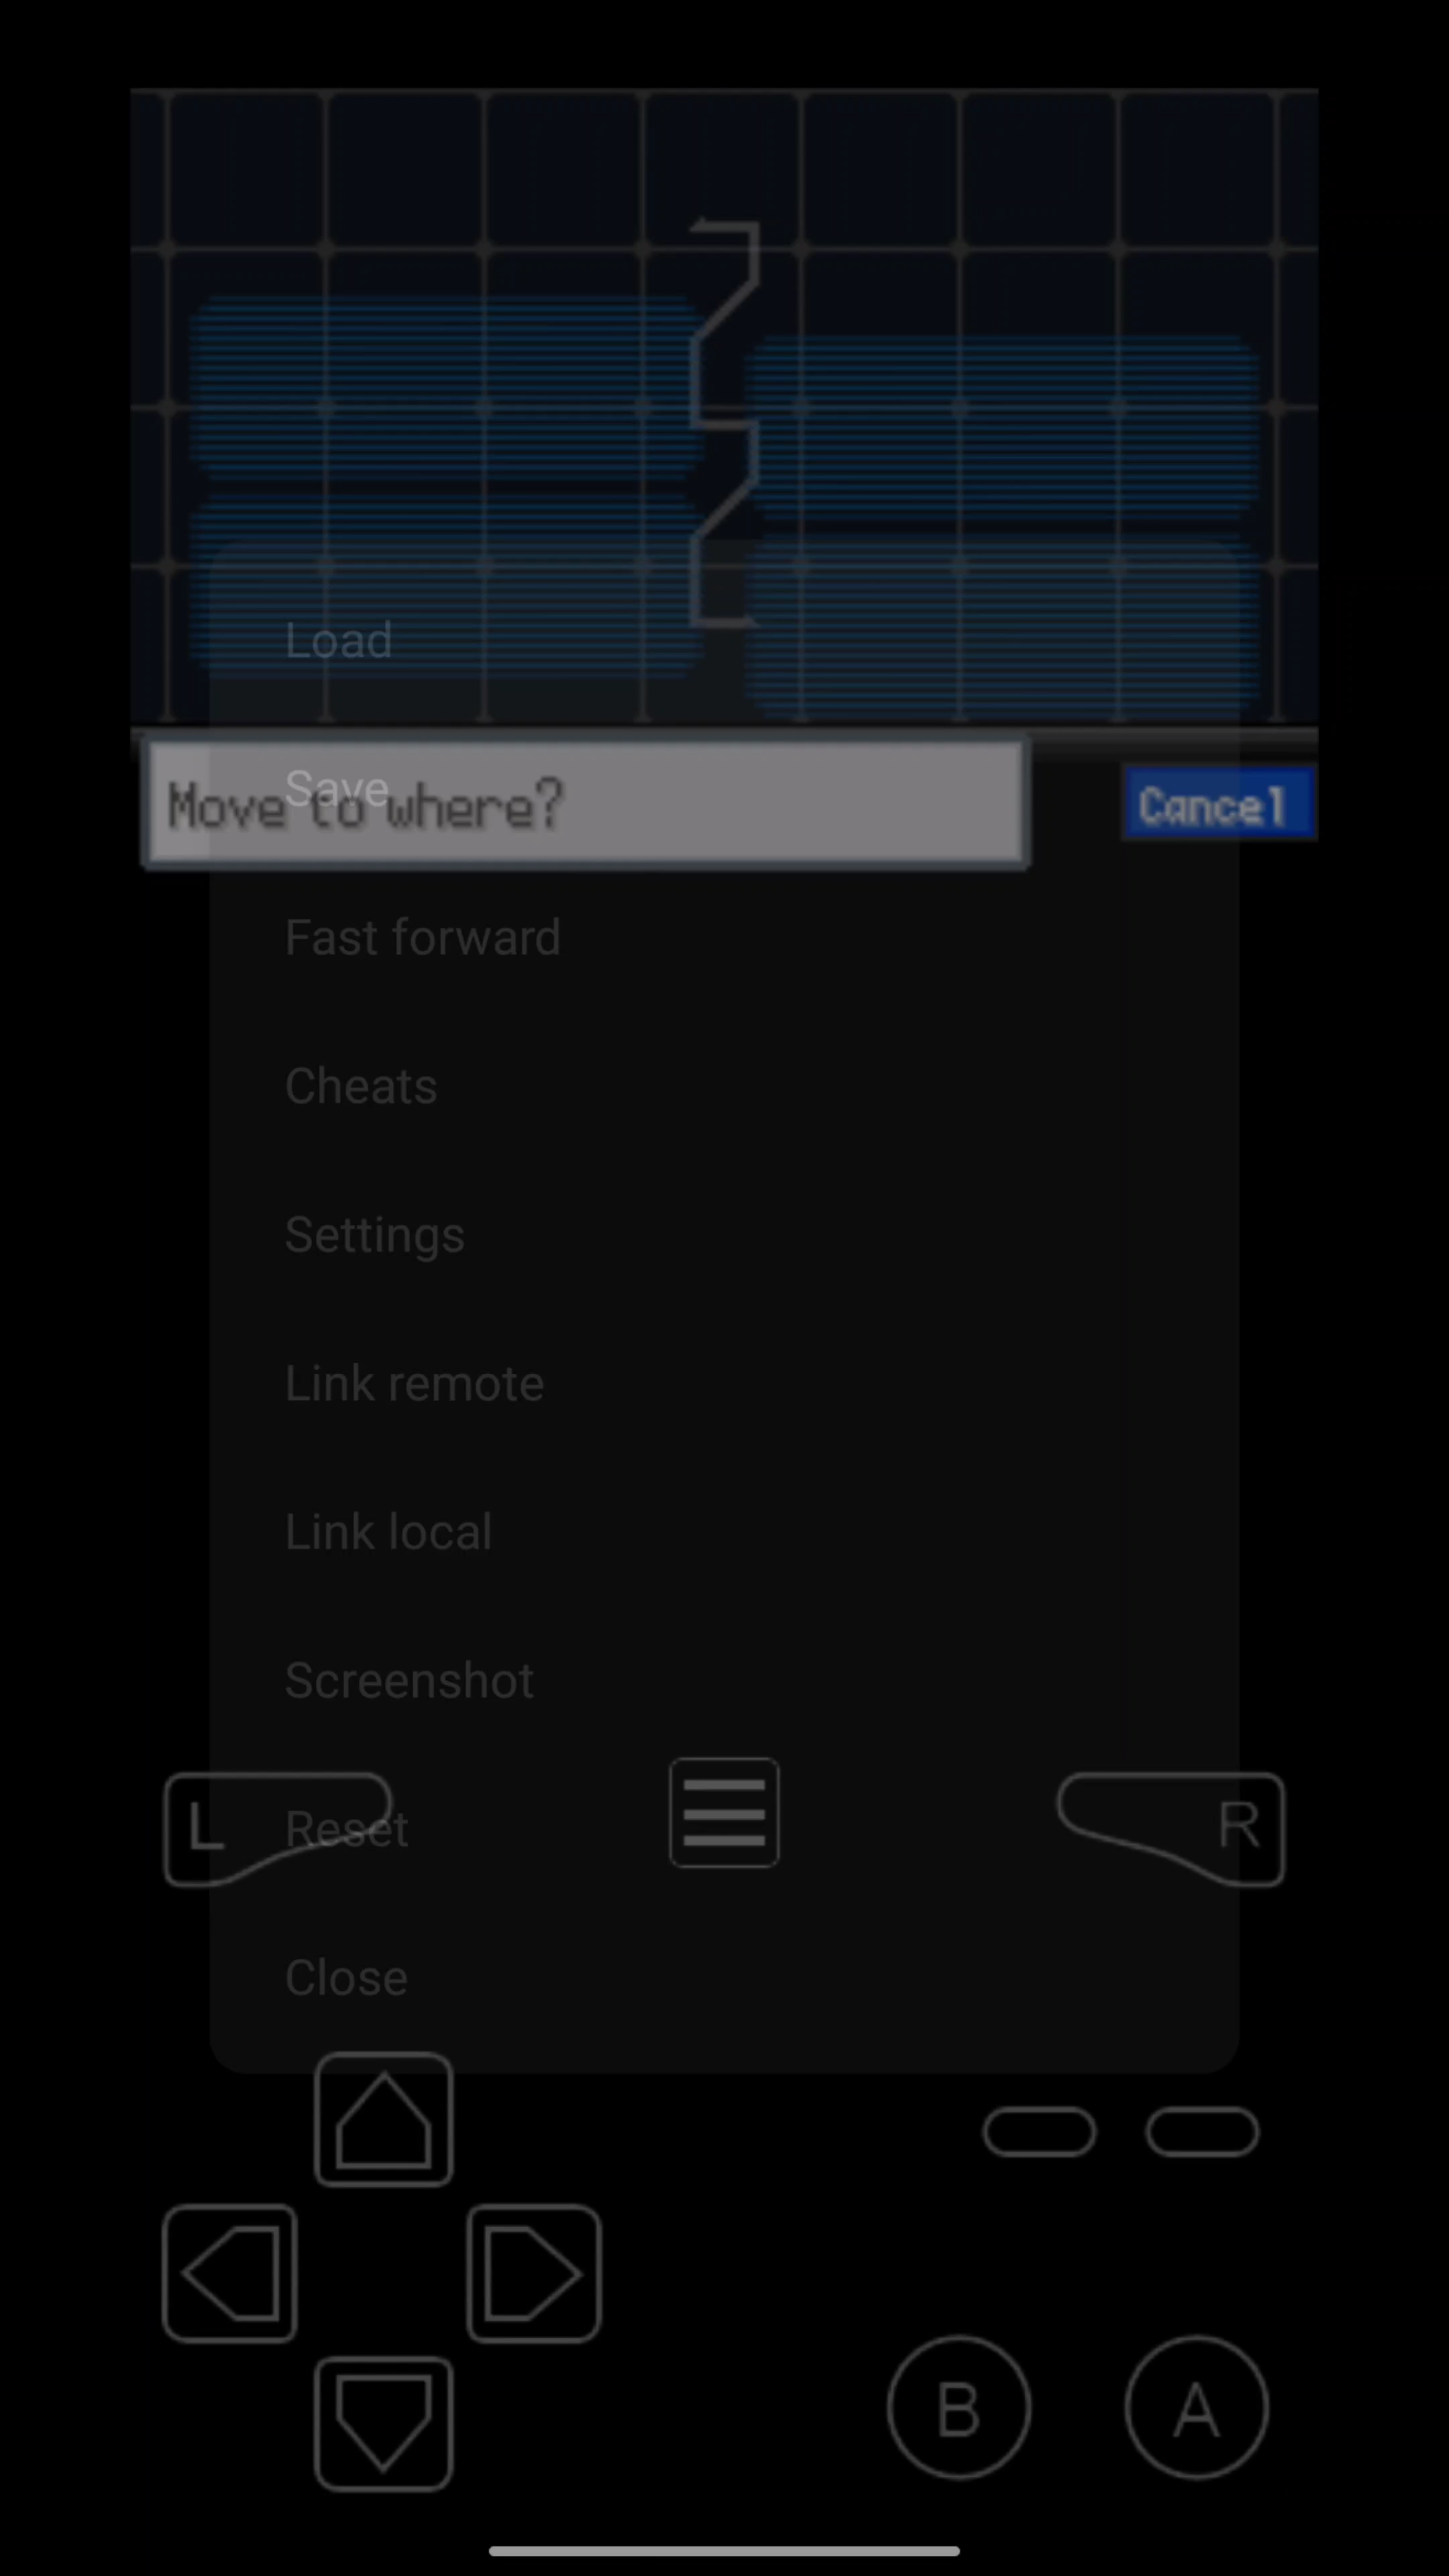 Load
Save
Move to where?
Cancel
Fast forward
Cheats
Settings
Link remote
Link local
Screenshot
L
Reset
R
Close
B
A